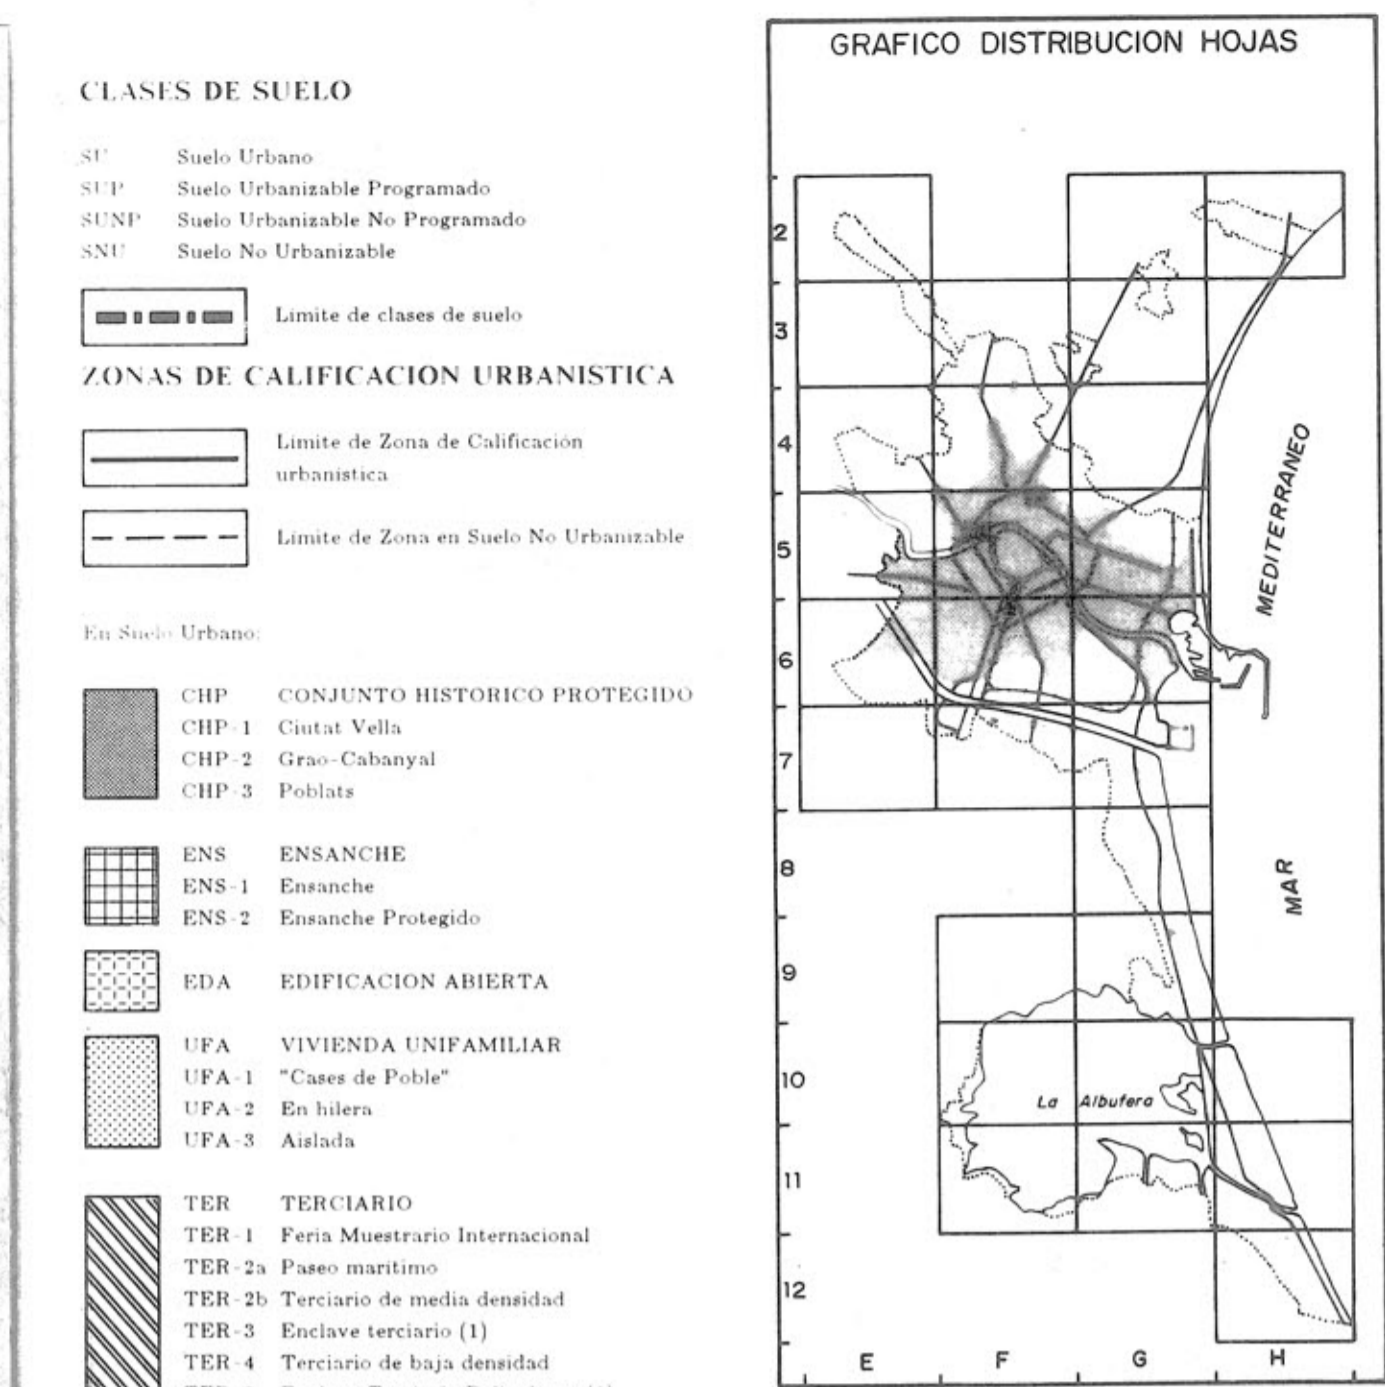 CLASES DE SUELO
SU Suelo Urbano
SUP Suelo Urbanizable Programado
SUNP Suelo Urbanizable No Programado
SNU Suelo No Urbanizable
Limite de clases de suelo
ZONAS DE CALIFICACION URBANISTICA
Limite de Zona de Calificación
urbanistica
Limite de Zona en Suelo No Urbanizable
En Suelo Urbano:
CHP CONJUNTO HISTORICO PROTEGIDO
CHP-1 Ciutat Vella
CHP-2 Grao-Cabanyal
CHP-3 Poblats
ENS ENSANCHE
ENS-1 Ensanche
ENS-2 Ensanche Protegido
EDA EDIFICACION ABIERTA
UFA VIVIENDA UNIFAMILIAR
UFA-1 "Cases de Poble"
UFA-2 En hilera
UFA-3 Aislada
TER TERCIARIO
TER-1 Feria Muestrario Internacional
TER-2a Paseo maritimo
TER-2b Terciario de media densidad
TER-3 Enclave terciario (1)
TER-4 Terciario de baja densidad
GRAFICO DISTRIBUCION HOJAS
2
3
4
5
6
7
8
9
10
11
12
MEDITERRANEO
MAR
La Albufera
E F G H